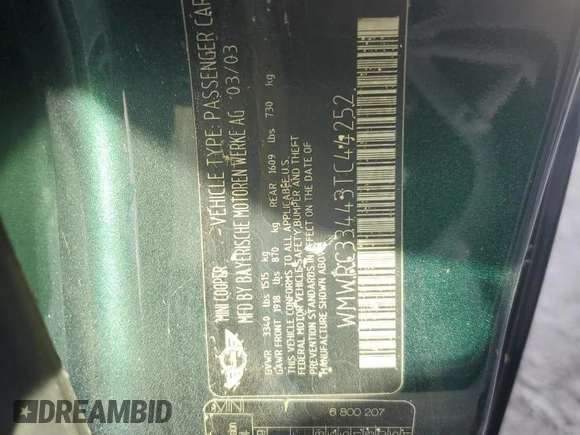 MINI COOPER
VEHICLE TYPE: PASSENGER CAR
MFD BY BAYERISCHE MOTOREN WERKE AG 03/03
GVWR 3340 lbs 1515 kg
GAWR FRONT 1918 lbs 870 kg REAR 1609 lbs 730 kg
THIS VEHICLE CONFORMS TO ALL APPLICABLE U.S.
FEDERAL MOTOR VEHICLE SAFETY, BUMPER AND THEFT
PREVENTION STANDARDS IN EFFECT ON THE DATE OF
MANUFACTURE SHOWN ABOVE.
WMWRC33443TC44252
MINI
6 800 207
DREAMBID